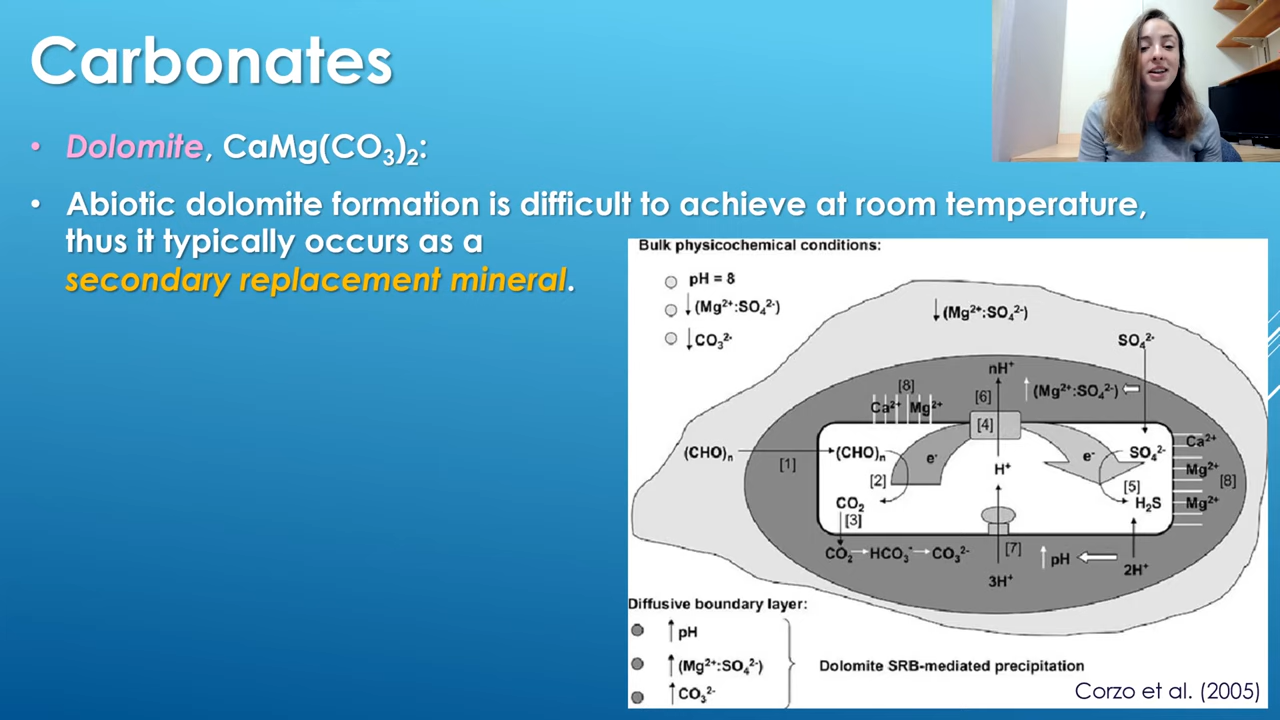 Carbonates
• Dolomite, CaMg(CO₃)₂:
• Abiotic dolomite formation is difficult to achieve at room temperature,
thus it typically occurs as a
secondary replacement mineral.
Bulk physicochemical conditions:
pH = 8
↓(Mg²⁺:SO₄²⁻)
↓CO₃²⁻
↓(Mg²⁺:SO₄²⁻)
SO₄²⁻
nH⁺
[8]
[6]
↑(Mg²⁺:SO₄²⁻)
Ca²⁺ Mg²⁺
[4]
Ca²⁺
(CHO)ₙ
[1]
(CHO)ₙ
e⁻
H⁺
e⁻
SO₄²⁻
Mg²⁺
[2]
[5]
[8]
CO₂
H₂S
Mg²⁺
[3]
CO₂ → HCO₃⁻ → CO₃²⁻
[7]
↑ pH
2H⁺
3H⁺
Diffusive boundary layer:
↑ pH
↑(Mg²⁺:SO₄²⁻)
↑CO₃²⁻
Dolomite SRB-mediated precipitation
Corzo et al. (2005)